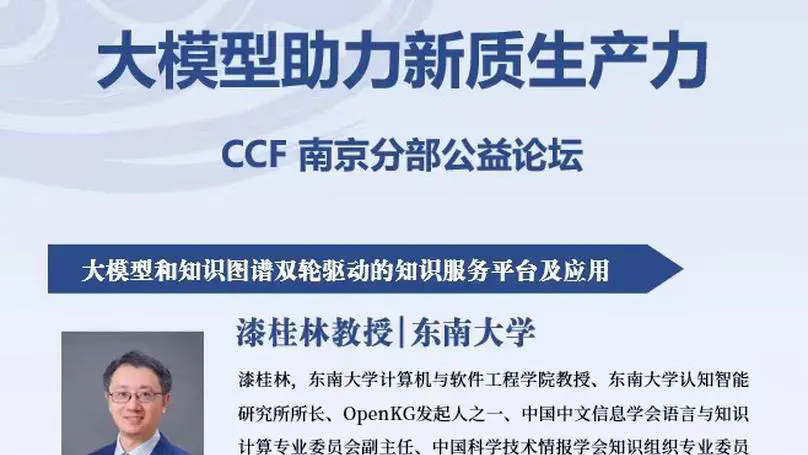 大模型助力新质生产力
CCF 南京分部公益论坛
大模型和知识图谱双轮驱动的知识服务平台及应用
漆桂林教授|东南大学
漆桂林，东南大学计算机与软件工程学院教授、东南大学认知智能
研究所所长、OpenKG发起人之一、中国中文信息学会语言与知识
计算专业委员会副主任、中国科学技术情报学会知识组织专业委员